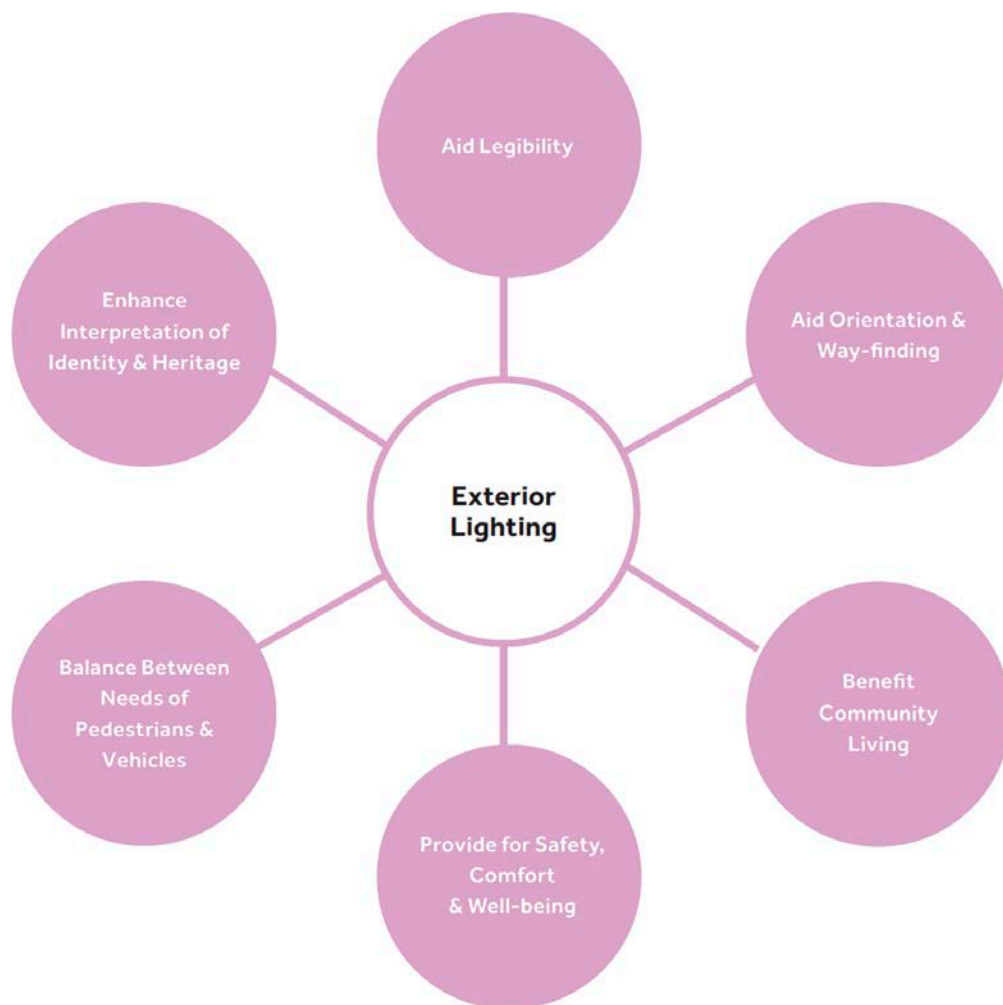 Aid Legibility
Aid Orientation &
Way-finding
Benefit
Community
Living
Provide for Safety,
Comfort
& Well-being
Balance Between
Needs of
Pedestrians &
Vehicles
Enhance
Interpretation of
Identity & Heritage
Exterior
Lighting